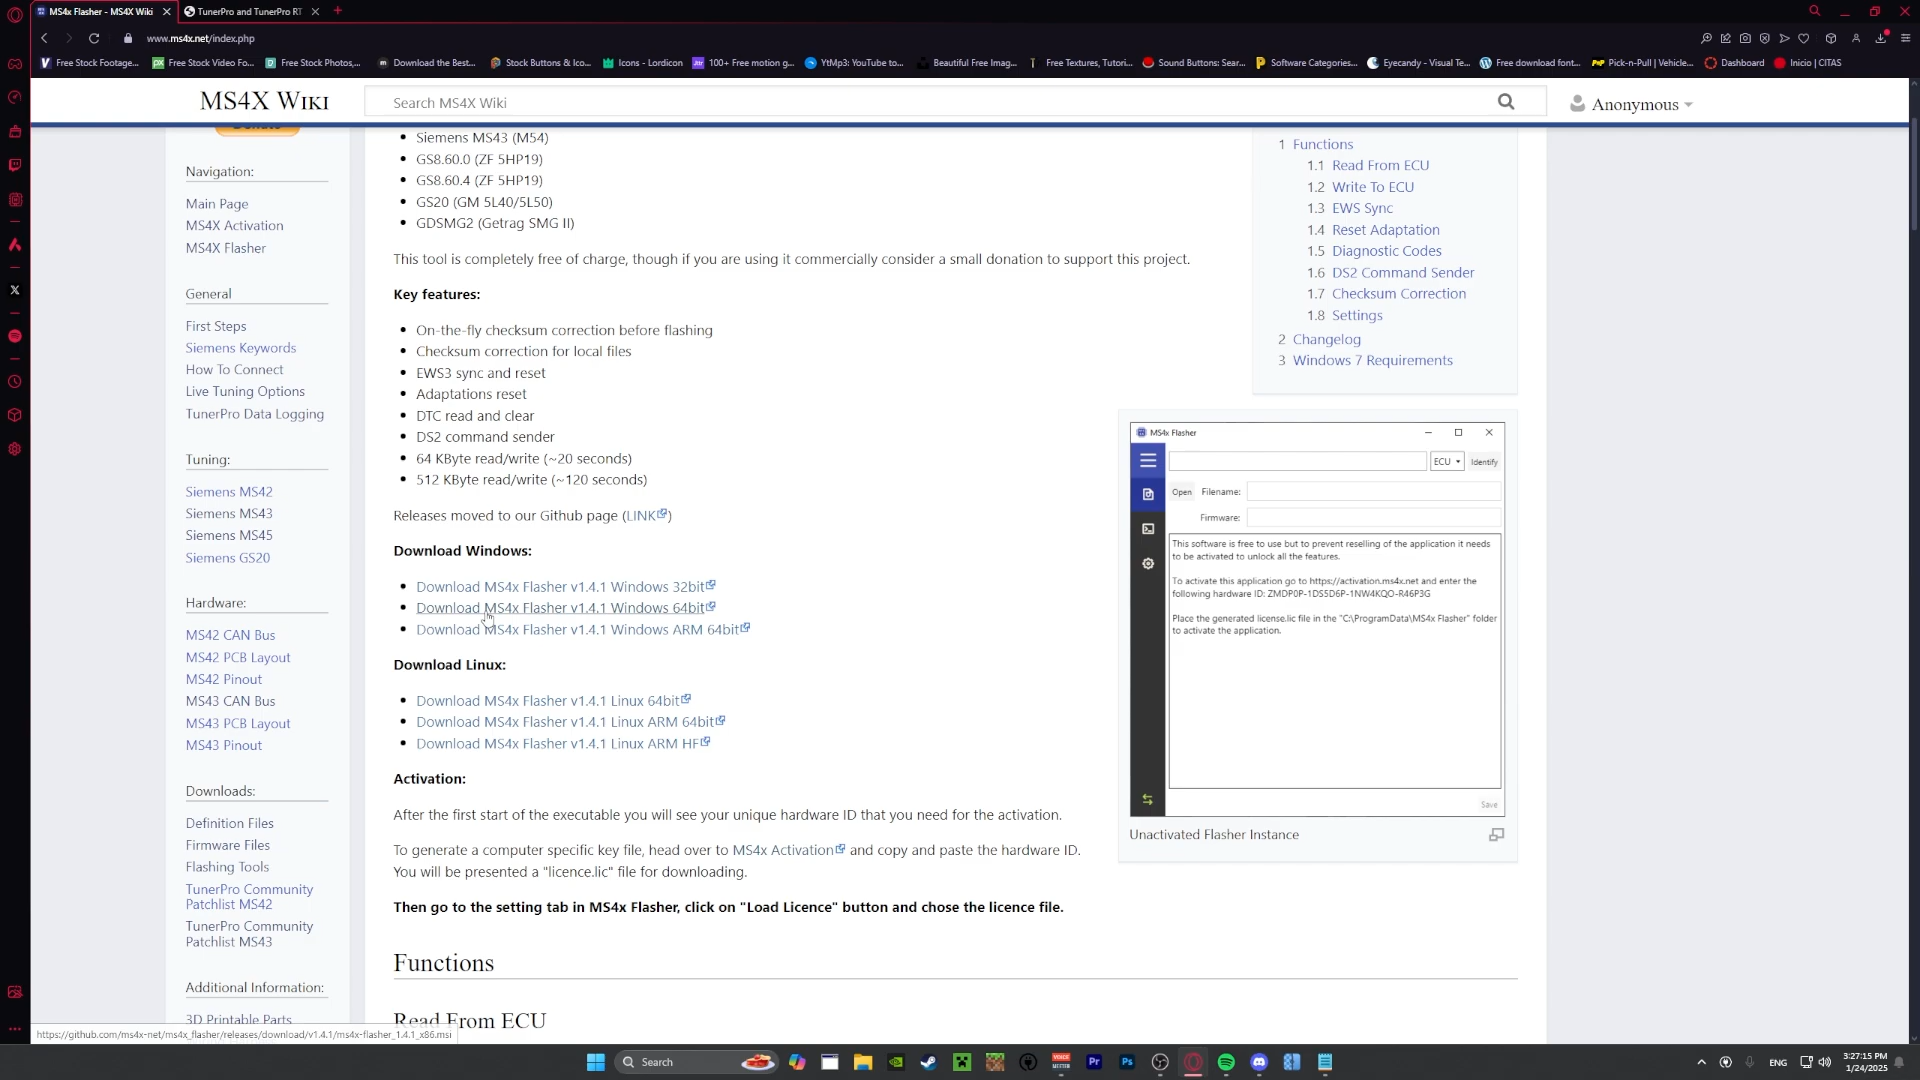 MS4x Flasher - MS4X Wiki
TunerPro and TunerPro RT
www.ms4x.net/index.php
Free Stock Footage...
Free Stock Video Fo...
Free Stock Photos,...
Download the Best...
Stock Buttons & Ico...
Icons - Lordicon
100+ Free motion g...
YtMp3: YouTube to...
Beautiful Free Imag...
Free Textures, Tutori...
Sound Buttons: Sear...
Software Categories...
Eyecandy - Visual Te...
Free download font...
Pick-n-Pull | Vehicle...
Dashboard
Inicio | CITAS
MS4X Wiki
Search MS4X Wiki
Anonymous
Donate
Navigation:
Main Page
MS4X Activation
MS4X Flasher
General
First Steps
Siemens Keywords
How To Connect
Live Tuning Options
TunerPro Data Logging
Tuning:
Siemens MS42
Siemens MS43
Siemens MS45
Siemens GS20
Hardware:
MS42 CAN Bus
MS42 PCB Layout
MS42 Pinout
MS43 CAN Bus
MS43 PCB Layout
MS43 Pinout
Downloads:
Definition Files
Firmware Files
Flashing Tools
TunerPro Community
Patchlist MS42
TunerPro Community
Patchlist MS43
Additional Information:
3D Printable Parts
Siemens MS43 (M54)
GS8.60.0 (ZF 5HP19)
GS8.60.4 (ZF 5HP19)
GS20 (GM 5L40/5L50)
GDSMG2 (Getrag SMG II)
This tool is completely free of charge, though if you are using it commercially consider a small donation to support this project.
Key features:
On-the-fly checksum correction before flashing
Checksum correction for local files
EWS3 sync and reset
Adaptations reset
DTC read and clear
DS2 command sender
64 KByte read/write (~20 seconds)
512 KByte read/write (~120 seconds)
Releases moved to our Github page (LINK)
Download Windows:
Download MS4x Flasher v1.4.1 Windows 32bit
Download MS4x Flasher v1.4.1 Windows 64bit
Download MS4x Flasher v1.4.1 Windows ARM 64bit
Download Linux:
Download MS4x Flasher v1.4.1 Linux 64bit
Download MS4x Flasher v1.4.1 Linux ARM 64bit
Download MS4x Flasher v1.4.1 Linux ARM HF
Activation:
After the first start of the executable you will see your unique hardware ID that you need for the activation.
To generate a computer specific key file, head over to MS4x Activation and copy and paste the hardware ID.
You will be presented a "licence.lic" file for downloading.
Then go to the setting tab in MS4x Flasher, click on "Load Licence" button and chose the licence file.
Functions
Read From ECU
1 Functions
1.1 Read From ECU
1.2 Write To ECU
1.3 EWS Sync
1.4 Reset Adaptation
1.5 Diagnostic Codes
1.6 DS2 Command Sender
1.7 Checksum Correction
1.8 Settings
2 Changelog
3 Windows 7 Requirements
MS4x Flasher
ECU
Identify
Open
Filename:
Firmware:
This software is free to use but to prevent reselling of the application it needs
to be activated to unlock all the features.
To activate this application go to https://activation.ms4x.net and enter the
following hardware ID: ZMDP0P-1DS5D6P-1NW4KQO-R46P3G
Place the generated license.lic file in the "C:\ProgramData\MS4x Flasher" folder
to activate the application.
Save
Unactivated Flasher Instance
https://github.com/ms4x-net/ms4x_flasher/releases/download/v1.4.1/ms4x-flasher_1.4.1_x86.msi
Search
ENG
3:27:15 PM
1/24/2025